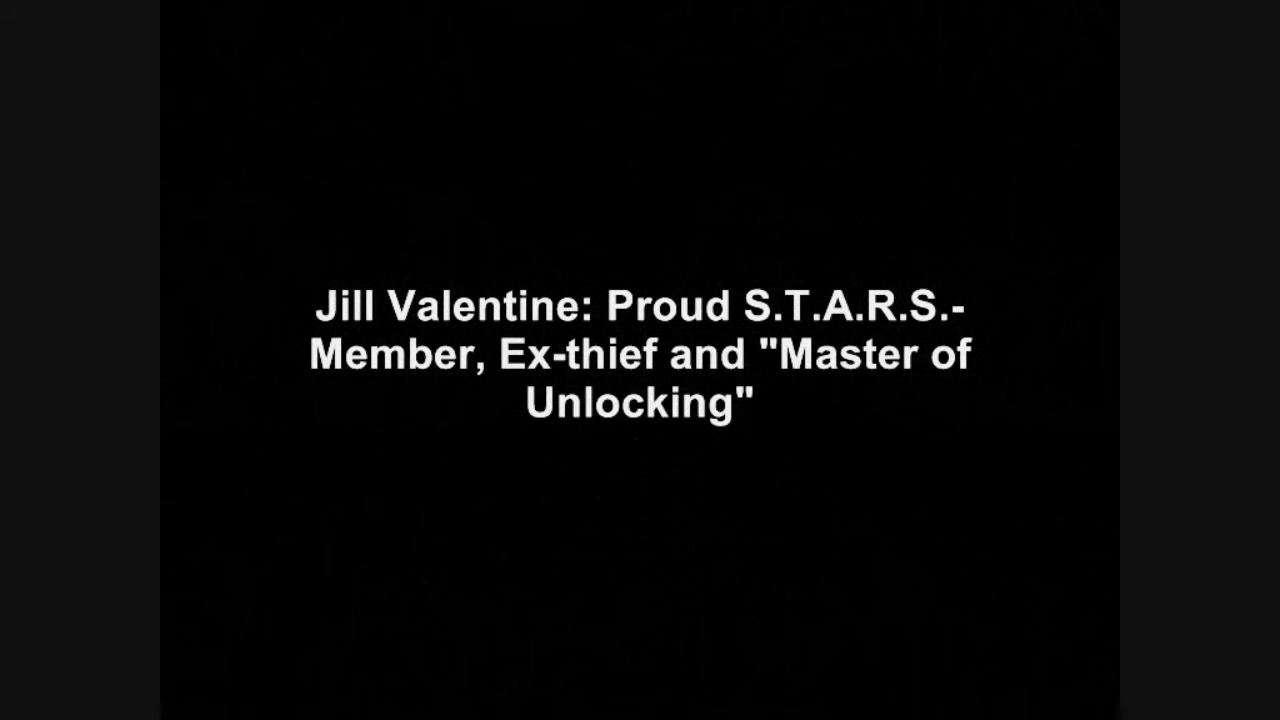 Jill Valentine: Proud S.T.A.R.S.-
Member, Ex-thief and "Master of
Unlocking"